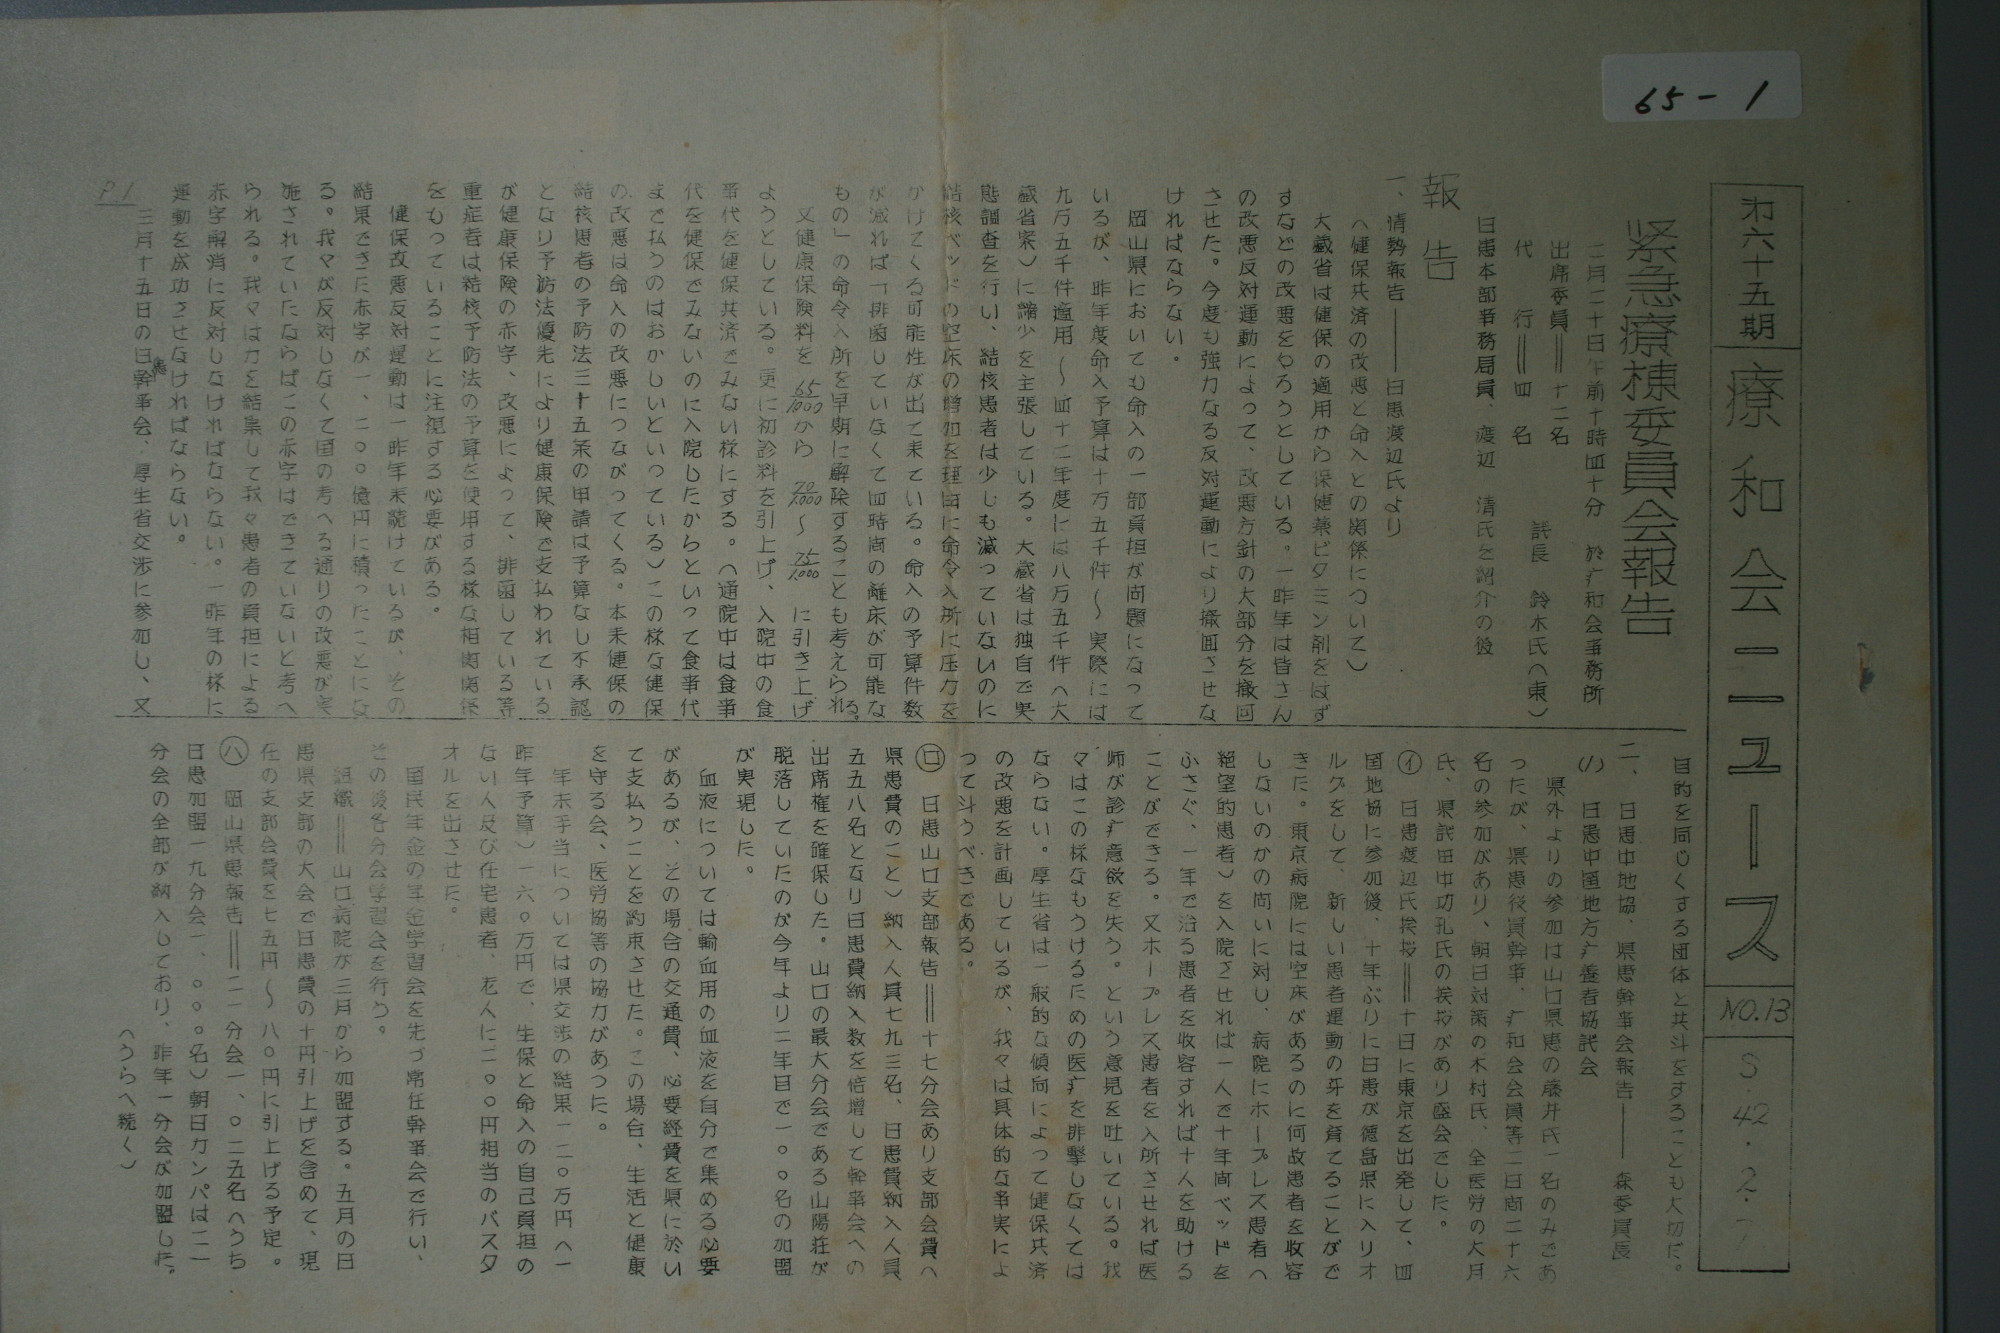 65-1
才六十五期
療和会ニュース
NO.13
S.42.2.
緊急療棟委員会報告
二月二十日午前十時四十分 於疒和会事務所
出席委員＝十二名
代行＝四名 議長 鈴木氏（東）
日患本部事務局員、渡辺 清氏を紹介の後
報告
一、情勢報告――日患渡辺氏より
（健保共済の改悪と命入との関係について）
大蔵省は健保の適用から保健薬ビタミン剤をはず
すなどの改悪をやろうとしている。一昨年は皆さん
の改悪反対運動によって、改悪方針の大部分を撤回
させた。今度も強力なる反対運動により撤回させな
ければならない。
岡山県においても命入の一部負担が問題になって
いるが、昨年度命入予算は十万五千件（実際には
九万五千件適用）～四十二年度には八万五千件（大
蔵省案）に縮少を主張している。大蔵省は独自で実
態調査を行い、結核患者は少しも減っていないのに
結核ベッドの空床の増加を理由に命令入所に圧力を
かけてくる可能性が出て来ている。命入の予算件数
が減れば「排菌していなくて四時間の離床が可能な
もの」の命令入所を早期に解除することも考えられる。
又健康保険料を 65/1000 から 70/1000 ～ 75/1000 に引き上げ
ようとしている。更に初診料を引上げ、入院中の食
事代を健保共済でみない様にする。（通院中は食事
代を健保でみないのに入院したからといって食事代
まで払うのはおかしいといっている）この様な健保
の改悪は命入の改悪につながってくる。本来健保の
結核患者の予防法三十五条の申請は予算なし不承認
となり予防法優先により健康保険で支払われている
が健康保険の赤字、改悪によって、排菌している等
重症者は結核予防法の予算を使用する様な相関関係
をもっていることに注視する必要がある。
健保改悪反対運動は一昨年来続けているが、その
結果できた赤字が一、二〇〇億円に積ったことにな
る。我々が反対しなくて国の考へる通りの改悪が実
施されていたならばこの赤字はできていないと考へ
られる。我々は力を結集して我々患者の負担による
赤字解消に反対しなければならない。一昨年の様に
運動を成功させなければならない。
三月十五日の日患幹事会、厚生省交渉に参加し、又
P.1
目的を同じくする団体と共斗をすることも大切だ。
二、日患中地協、県患幹事会報告―― 森委員長
(1) 日患中国地方疒養者協議会
県外よりの参加は山口県患の藤井氏一名のみであ
ったが、県患役員幹事、疒和会会員等二日間二十六
名の参加があり、朝日対策の木村氏、全医労の大月
氏、県議田中功孔氏の挨拶があり盛会でした。
㋑ 日患渡辺氏挨拶＝十日に東京を出発して、四
国地協に参加後、十年ぶりに日患が徳島県に入りオ
ルグをして、新しい患者運動の牙を育てることがで
きた。東京病院には空床があるのに何故患者を収容
しないのかの問いに対し、病院にホープレス患者（
絶望的患者）を入院させれば一人で十年間ベッドを
ふさぐ、一年で治る患者を収容すれば十人を助ける
ことができる。又ホープレス患者を入所させれば医
師が診疒意欲を失う。という意見を吐いている。我
々はこの様なもうけるための医疒を非撃しなくては
ならない。厚生省は一般的な傾向によって健保共済
の改悪を計画しているが、我々は具体的な事実によ
って斗うべきである。
㋺ 日患山口支部報告＝十七分会あり支部会費（
県患費のこと）納入人員七九三名、日患費納入人員
五五八名となり日患費納入数を倍増して幹事会への
出席権を確保した。山口の最大分会である山陽荘が
脱落していたのが今年より二年目で一〇〇名の加盟
が実現した。
血液については輸血用の血液を自分で集める必要
があるが、その場合の交通費、必要経費を県に於い
て支払うことを約束させた。この場合、生活と健康
を守る会、医労協等の協力があった。
年末手当については県交渉の結果一二〇万円（一
昨年予算）一六〇万円で、生保と命入の自己負担の
ない人及び在宅患者、老人に二〇〇円相当のバスタ
オルを出させた。
国民年金の年金学習会を先づ常任幹事会で行い、
その後各分会学習会を行う。
組織＝山口病院が三月から加盟する。五月の日
患県支部の大会で日患費の十円引上げを含めて、現
在の支部会費を七五円～八〇円に引上げる予定。
㋩ 岡山県患報告＝二一分会一、〇二五名（うち
日患加盟一九分会一、〇〇〇名）朝日カンパは二一
分会の全部が納入しており、昨年一分会が加盟した。
（うらへ続く）